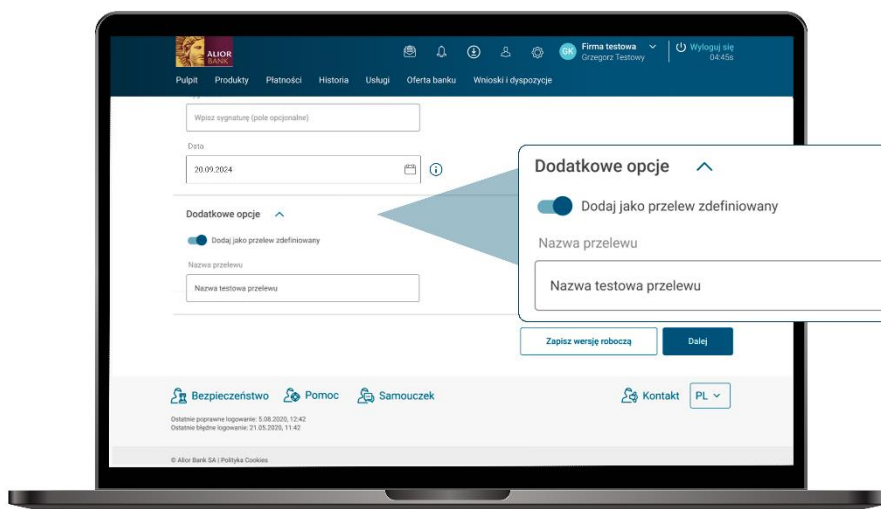 ALIOR
BANK
GK
Firma testowa
Grzegorz Testowy
Wyloguj się
04:45s
Pulpit Produkty Płatności Historia Usługi Oferta banku Wnioski i dyspozycje
Wpisz sygnaturę (pole opcjonalne)
Data
20.09.2024
Dodatkowe opcje
Dodaj jako przelew zdefiniowany
Nazwa przelewu
Nazwa testowa przelewu
Dodatkowe opcje
Dodaj jako przelew zdefiniowany
Nazwa przelewu
Nazwa testowa przelewu
Zapisz wersję roboczą Dalej
Bezpieczeństwo Pomoc Samouczek Kontakt PL
Ostatnie poprawne logowanie: 5.08.2020, 12:42
Ostatnie błędne logowanie: 21.05.2020, 11:42
© Alior Bank SA | Polityka Cookies